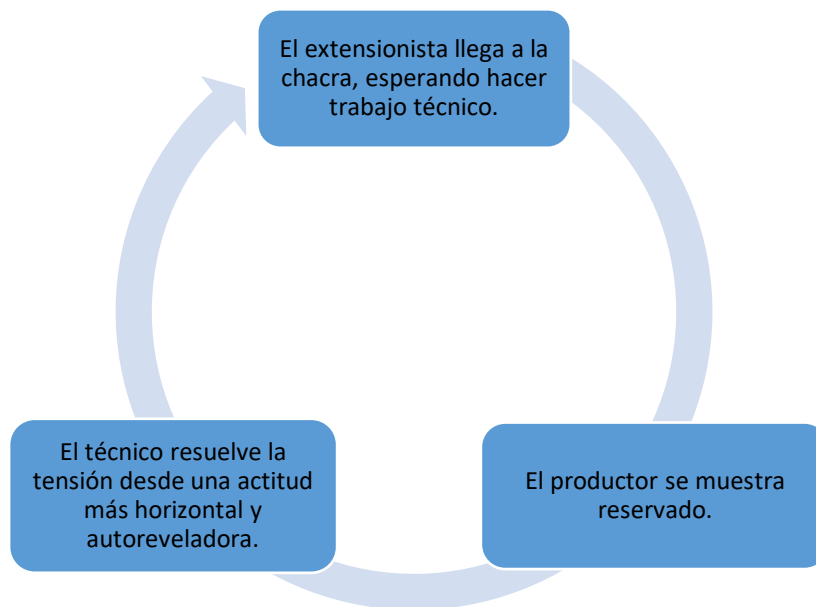 El extensionista llega a la
chacra, esperando hacer
trabajo técnico.
El productor se muestra
reservado.
El técnico resuelve la
tensión desde una actitud
más horizontal y
autoreveladora.